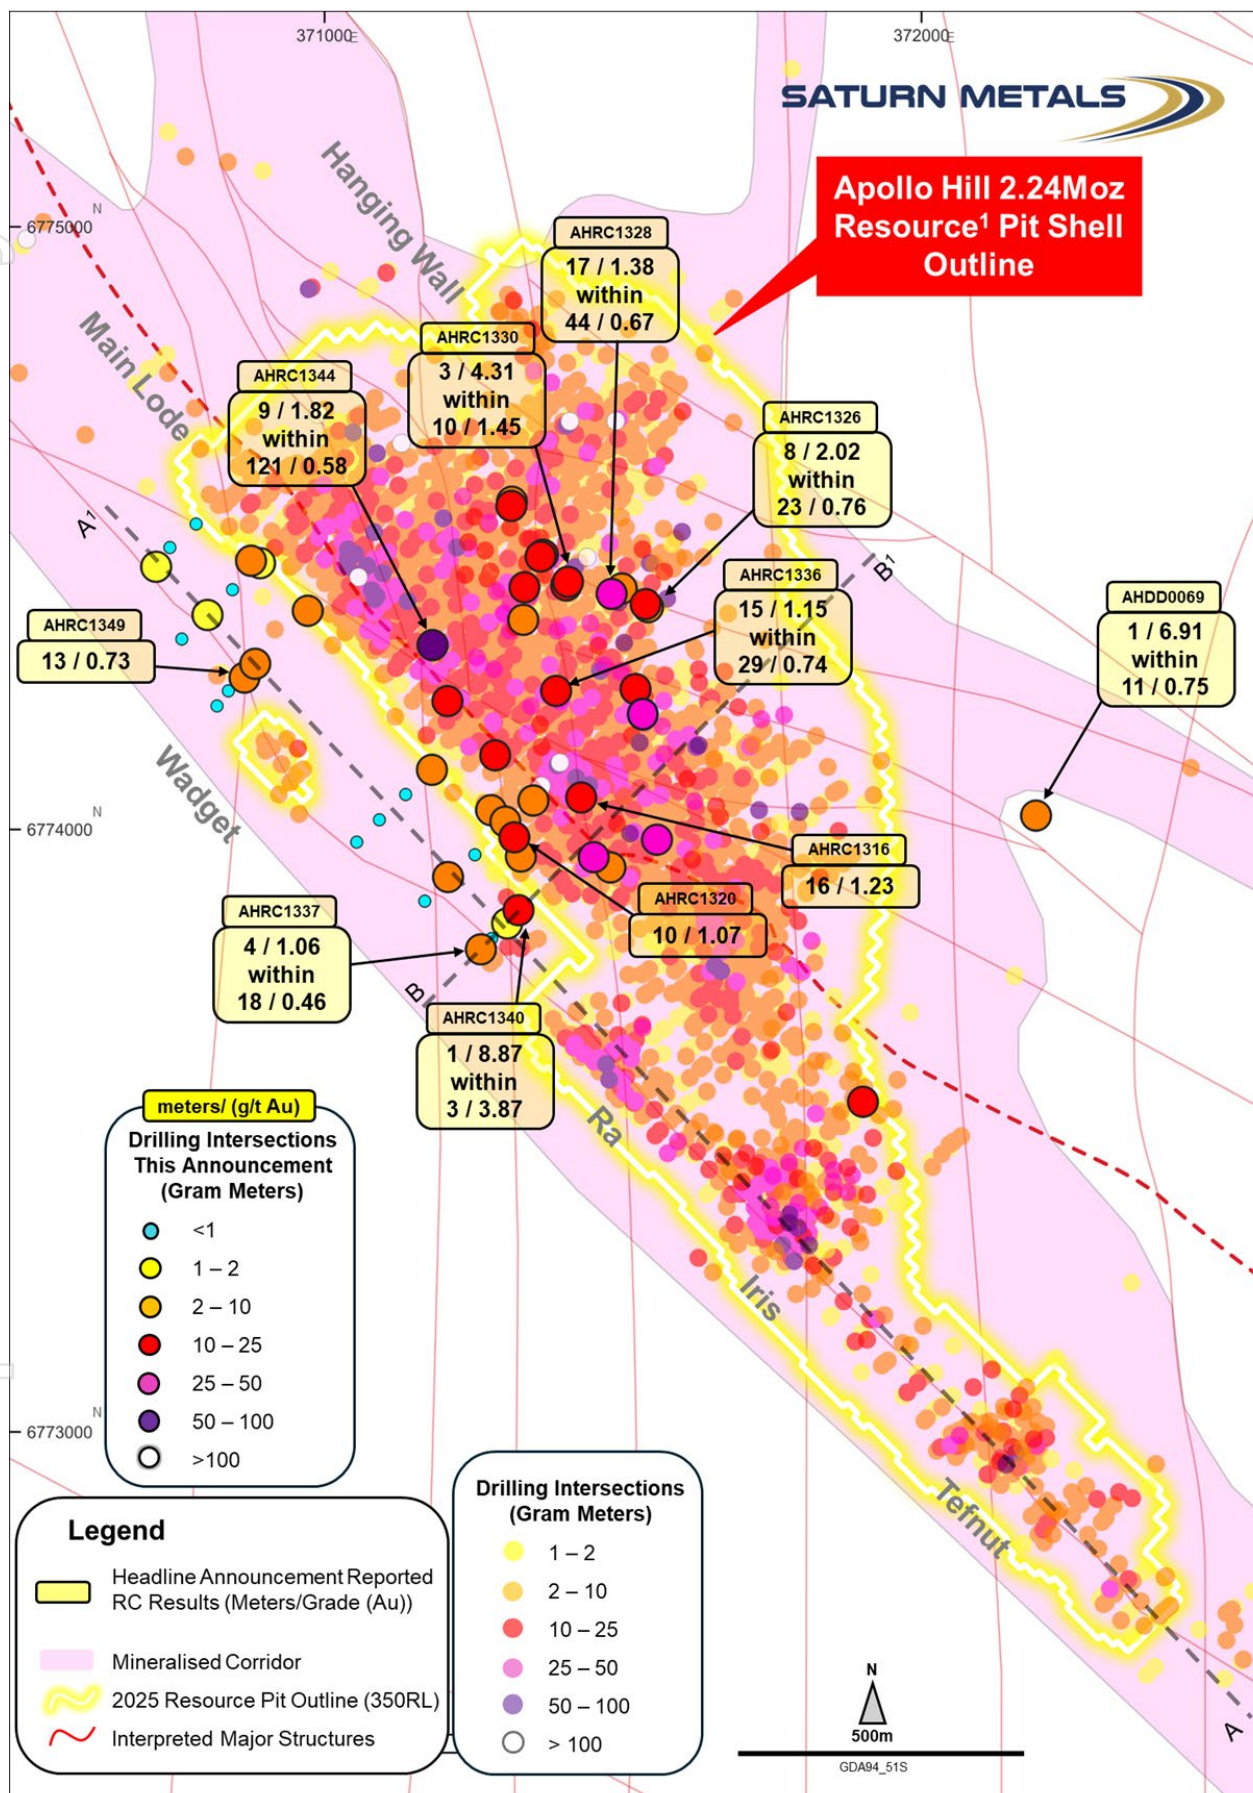 371000E
372000E
SATURN METALS
Apollo Hill 2.24Moz
Resource¹ Pit Shell
Outline
N
6775000
Hanging Wall
AHRC1328
17 / 1.38
within
44 / 0.67
Main Lode
AHRC1330
3 / 4.31
within
10 / 1.45
AHRC1344
9 / 1.82
within
121 / 0.58
AHRC1326
8 / 2.02
within
23 / 0.76
A¹
B¹
AHRC1336
15 / 1.15
within
29 / 0.74
AHDD0069
1 / 6.91
within
11 / 0.75
AHRC1349
13 / 0.73
Wadget
N
6774000
AHRC1316
16 / 1.23
AHRC1320
10 / 1.07
AHRC1337
4 / 1.06
within
18 / 0.46
B
AHRC1340
1 / 8.87
within
3 / 3.87
Ra
Iris
Tefnut
A
meters/ (g/t Au)
Drilling Intersections
This Announcement
(Gram Meters)
<1
1 – 2
2 – 10
10 – 25
25 – 50
50 – 100
>100
N
6773000
Legend
Headline Announcement Reported
RC Results (Meters/Grade (Au))
Mineralised Corridor
2025 Resource Pit Outline (350RL)
Interpreted Major Structures
Drilling Intersections
(Gram Meters)
1 – 2
2 – 10
10 – 25
25 – 50
50 – 100
> 100
N
500m
GDA94_51S